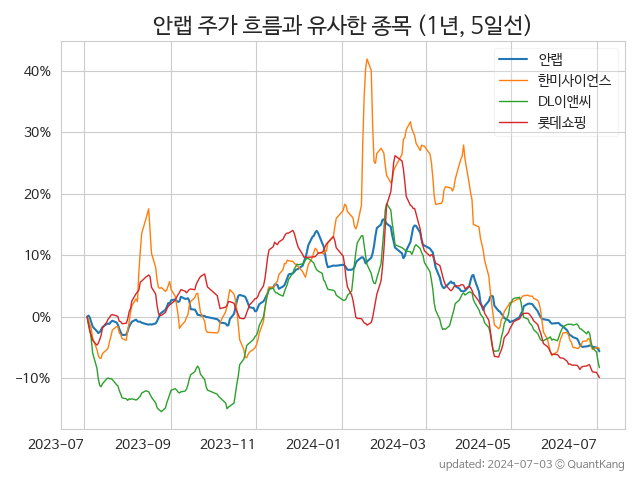 안랩 주가 흐름과 유사한 종목 (1년, 5일선)
안랩
한미사이언스
DL이앤씨
롯데쇼핑
40%
30%
20%
10%
0%
−10%
2023-07
2023-09
2023-11
2024-01
2024-03
2024-05
2024-07
updated: 2024-07-03 © QuantKang